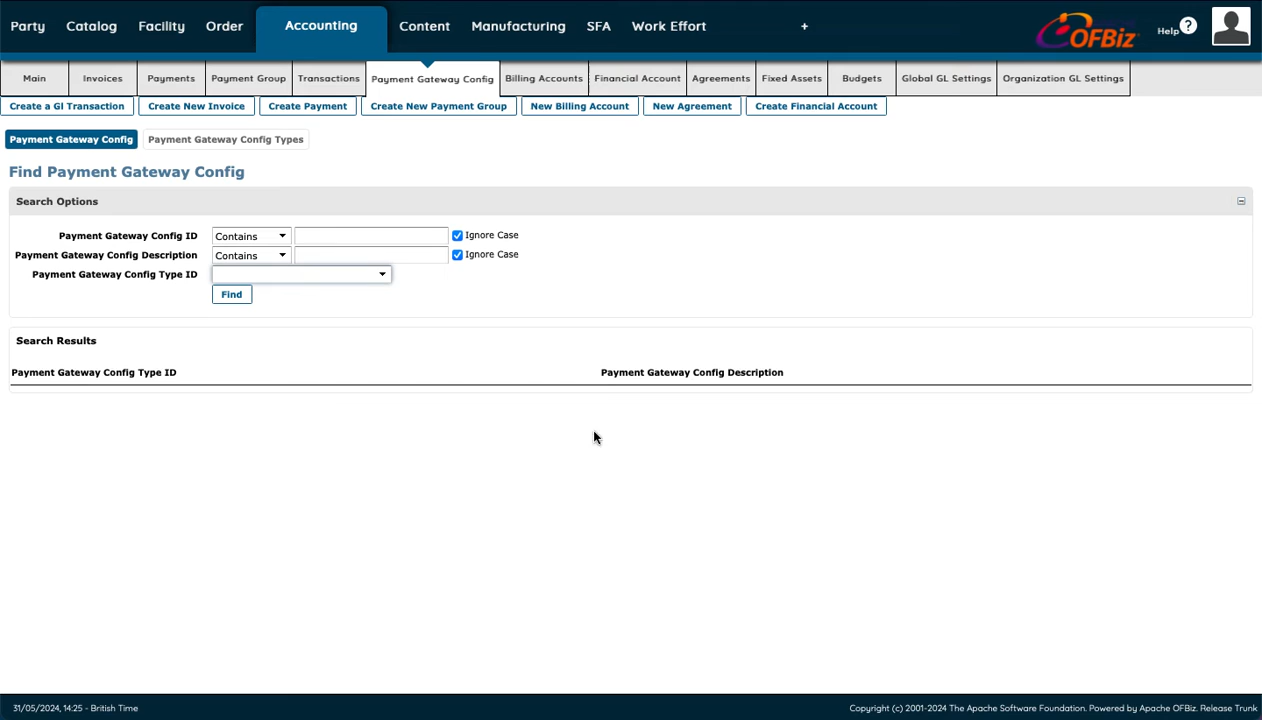 Party Catalog Facility Order Accounting Content Manufacturing SFA Work Effort + OFBiz Help ?
Main Invoices Payments Payment Group Transactions Payment Gateway Config Billing Accounts Financial Account Agreements Fixed Assets Budgets Global GL Settings Organization GL Settings
Create a Gl Transaction Create New Invoice Create Payment Create New Payment Group New Billing Account New Agreement Create Financial Account
Payment Gateway Config Payment Gateway Config Types
Find Payment Gateway Config
Search Options
Payment Gateway Config ID Contains Ignore Case
Payment Gateway Config Description Contains Ignore Case
Payment Gateway Config Type ID
Find
Search Results
Payment Gateway Config Type ID Payment Gateway Config Description
31/05/2024, 14:25 - British Time Copyright (c) 2001-2024 The Apache Software Foundation. Powered by Apache OFBiz. Release Trunk